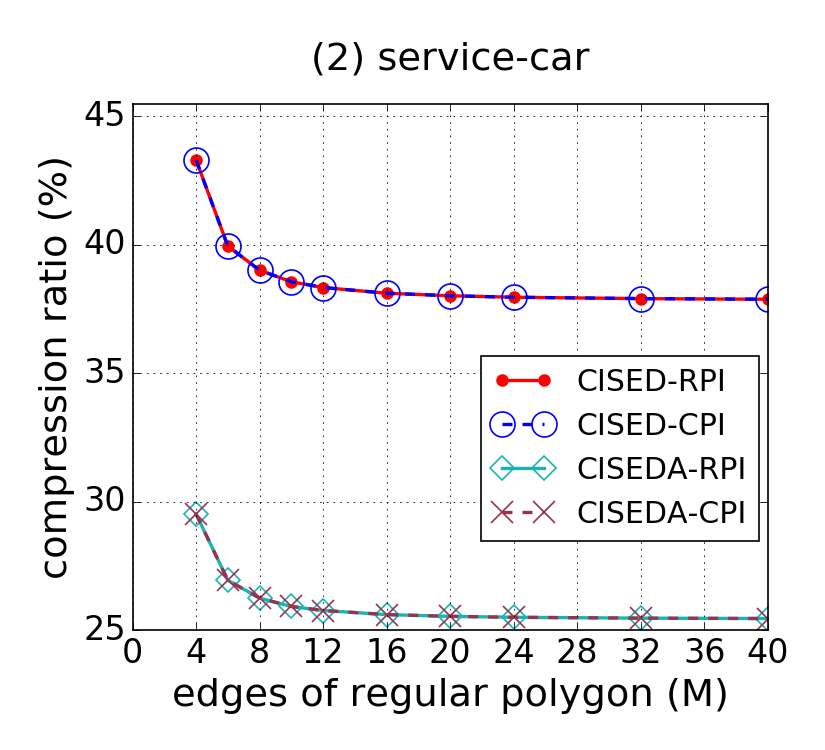 (2) service-car
compression ratio (%)
45
40
35
30
25
CISED-RPI
CISED-CPI
CISEDA-RPI
CISEDA-CPI
0 4 8 12 16 20 24 28 32 36 40
edges of regular polygon (M)